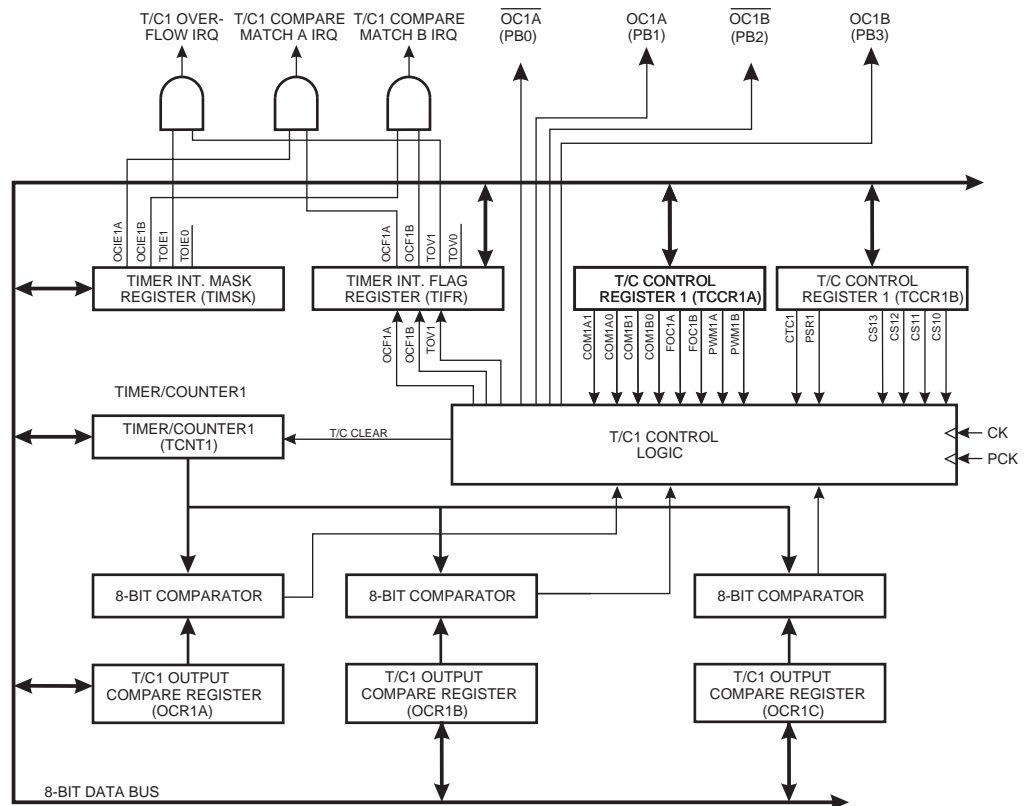 T/C1 OVER-
FLOW IRQ
T/C1 COMPARE
MATCH A IRQ
T/C1 COMPARE
MATCH B IRQ
OC1A
(PB0)
OC1A
(PB1)
OC1B
(PB2)
OC1B
(PB3)
OCIE1A
OCIE1B
TOIE1
TOIE0
OCF1A
OCF1B
TOV1
TOV0
TIMER INT. MASK
REGISTER (TIMSK)
TIMER INT. FLAG
REGISTER (TIFR)
T/C CONTROL
REGISTER 1 (TCCR1A)
T/C CONTROL
REGISTER 1 (TCCR1B)
OCF1A
OCF1B
TOV1
COM1A1
COM1A0
COM1B1
COM1B0
FOC1A
FOC1B
PWM1A
PWM1B
CTC1
PSR1
CS13
CS12
CS11
CS10
TIMER/COUNTER1
TIMER/COUNTER1
(TCNT1)
T/C CLEAR
T/C1 CONTROL
LOGIC
CK
PCK
8-BIT COMPARATOR
8-BIT COMPARATOR
8-BIT COMPARATOR
T/C1 OUTPUT
COMPARE REGISTER
(OCR1A)
T/C1 OUTPUT
COMPARE REGISTER
(OCR1B)
T/C1 OUTPUT
COMPARE REGISTER
(OCR1C)
8-BIT DATA BUS